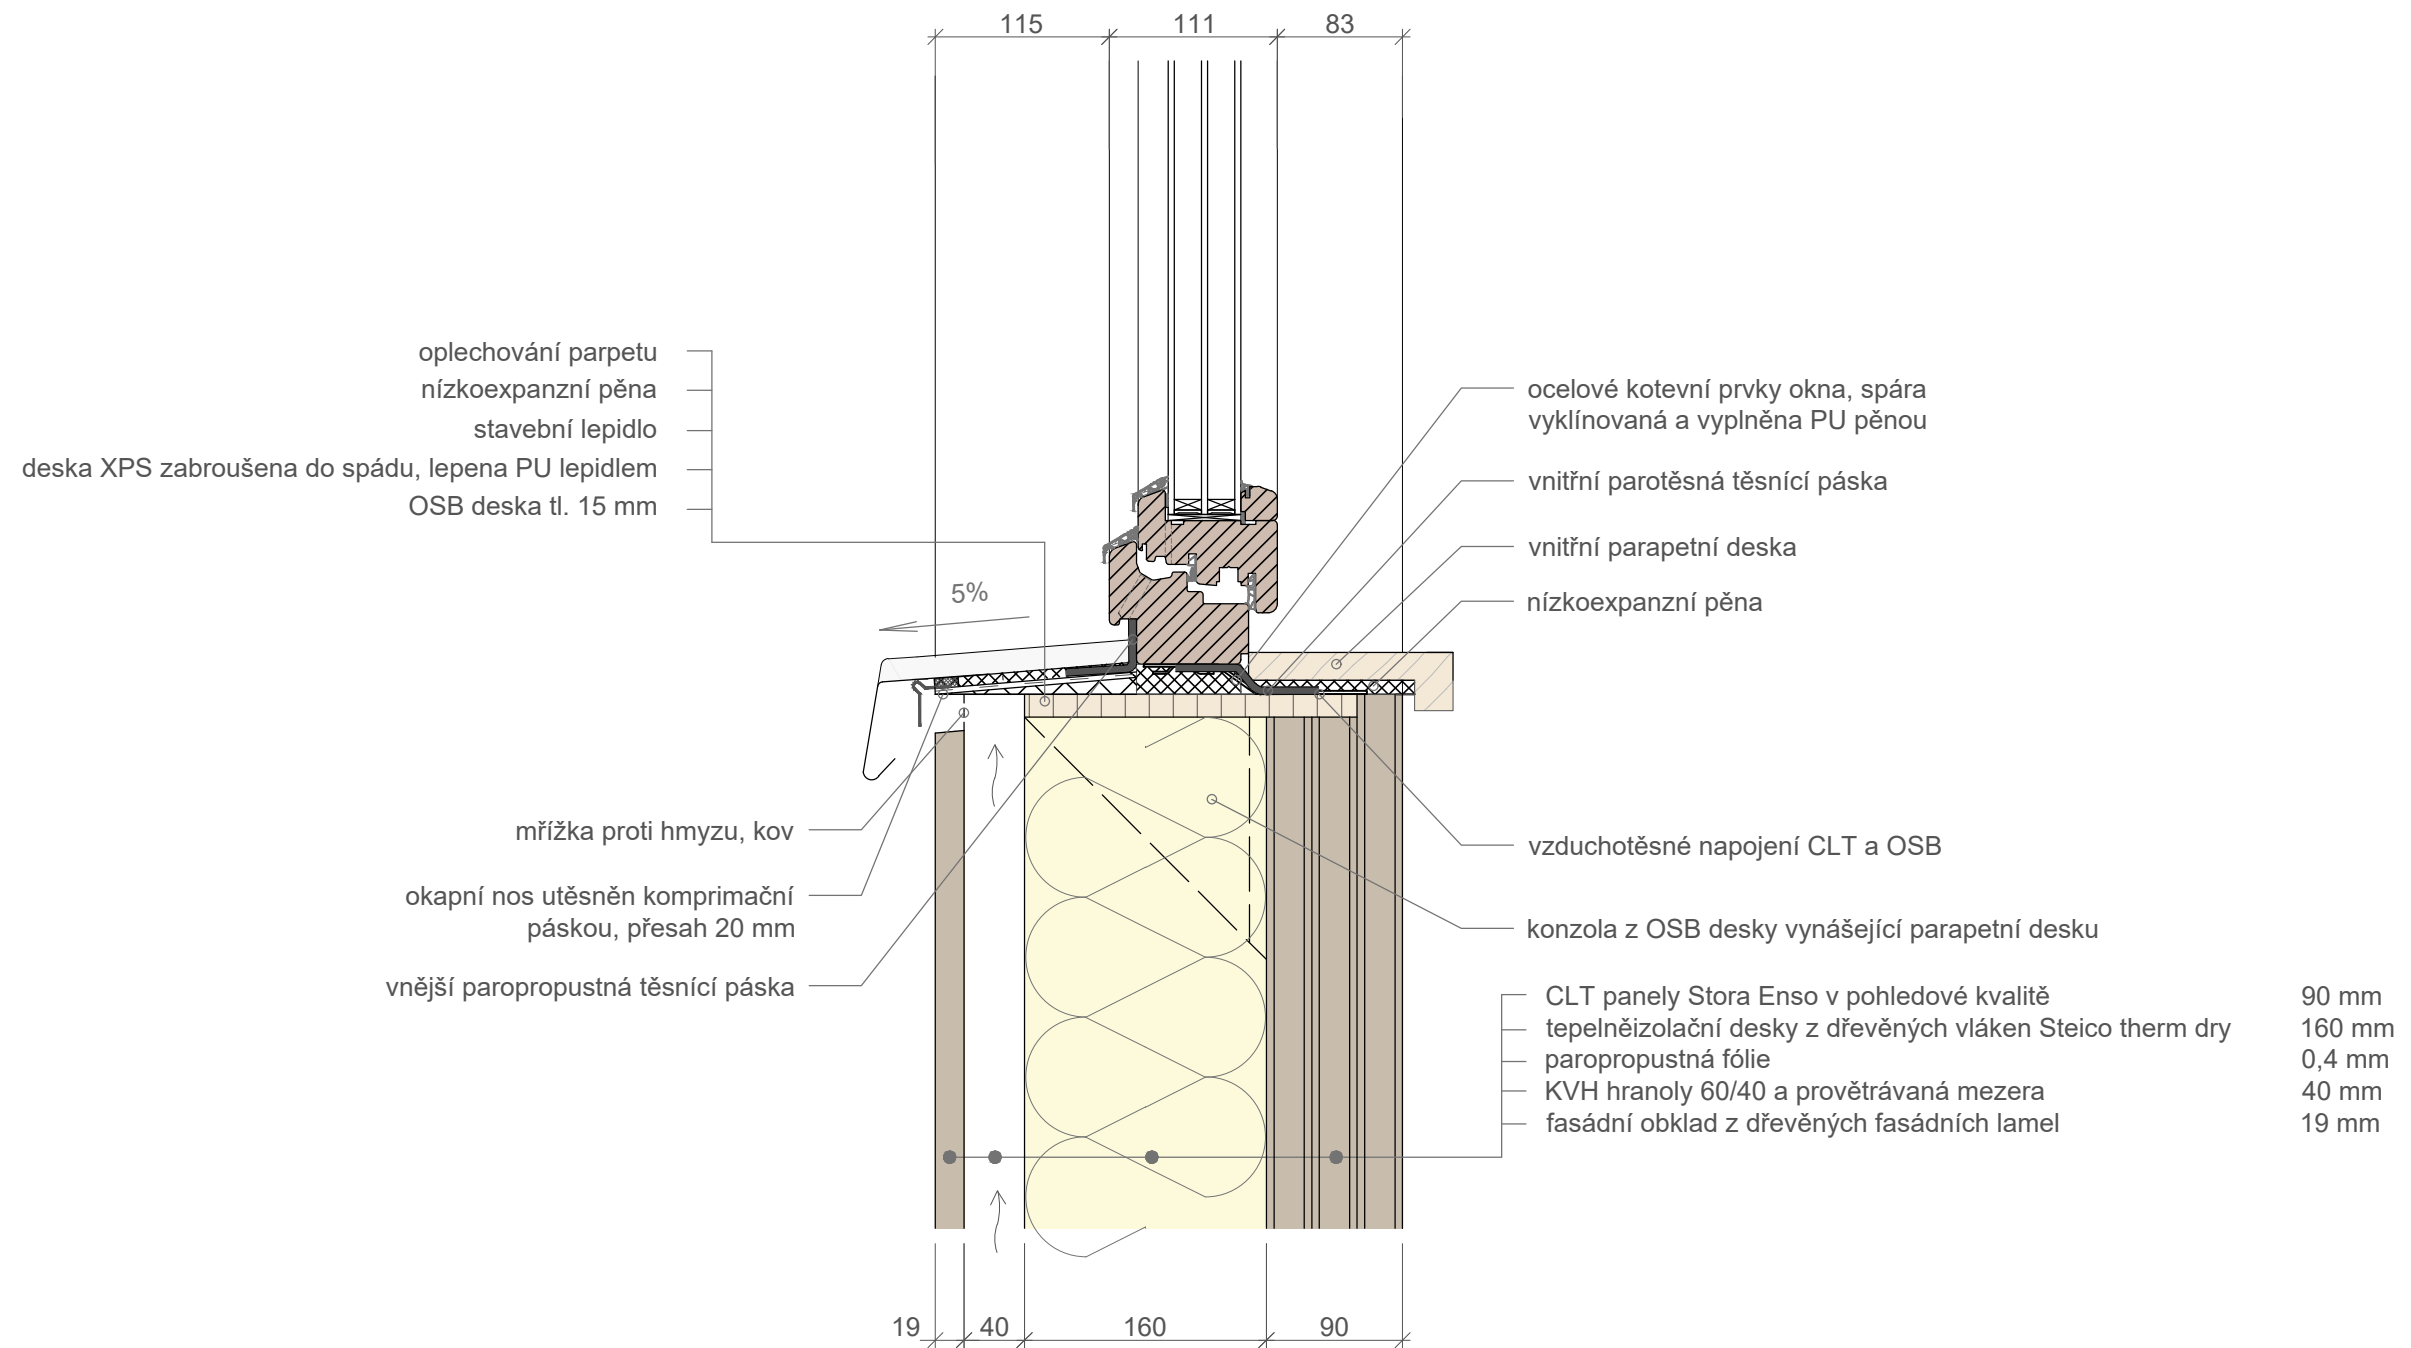 115
111
83
oplechování parpetu
nízkoexpanzní pěna
stavební lepidlo
deska XPS zabroušena do spádu, lepena PU lepidlem
OSB deska tl. 15 mm
5%
ocelové kotevní prvky okna, spára
vyklínovaná a vyplněna PU pěnou
vnitřní parotěsná těsnící páska
vnitřní parapetní deska
nízkoexpanzní pěna
mřížka proti hmyzu, kov
okapní nos utěsněn komprimační
páskou, přesah 20 mm
vnější paropropustná těsnící páska
vzduchotěsné napojení CLT a OSB
konzola z OSB desky vynášející parapetní desku
CLT panely Stora Enso v pohledové kvalitě 90 mm
tepelněizolační desky z dřevěných vláken Steico therm dry 160 mm
paropropustná fólie 0,4 mm
KVH hranoly 60/40 a provětrávaná mezera 40 mm
fasádní obklad z dřevěných fasádních lamel 19 mm
19
40
160
90